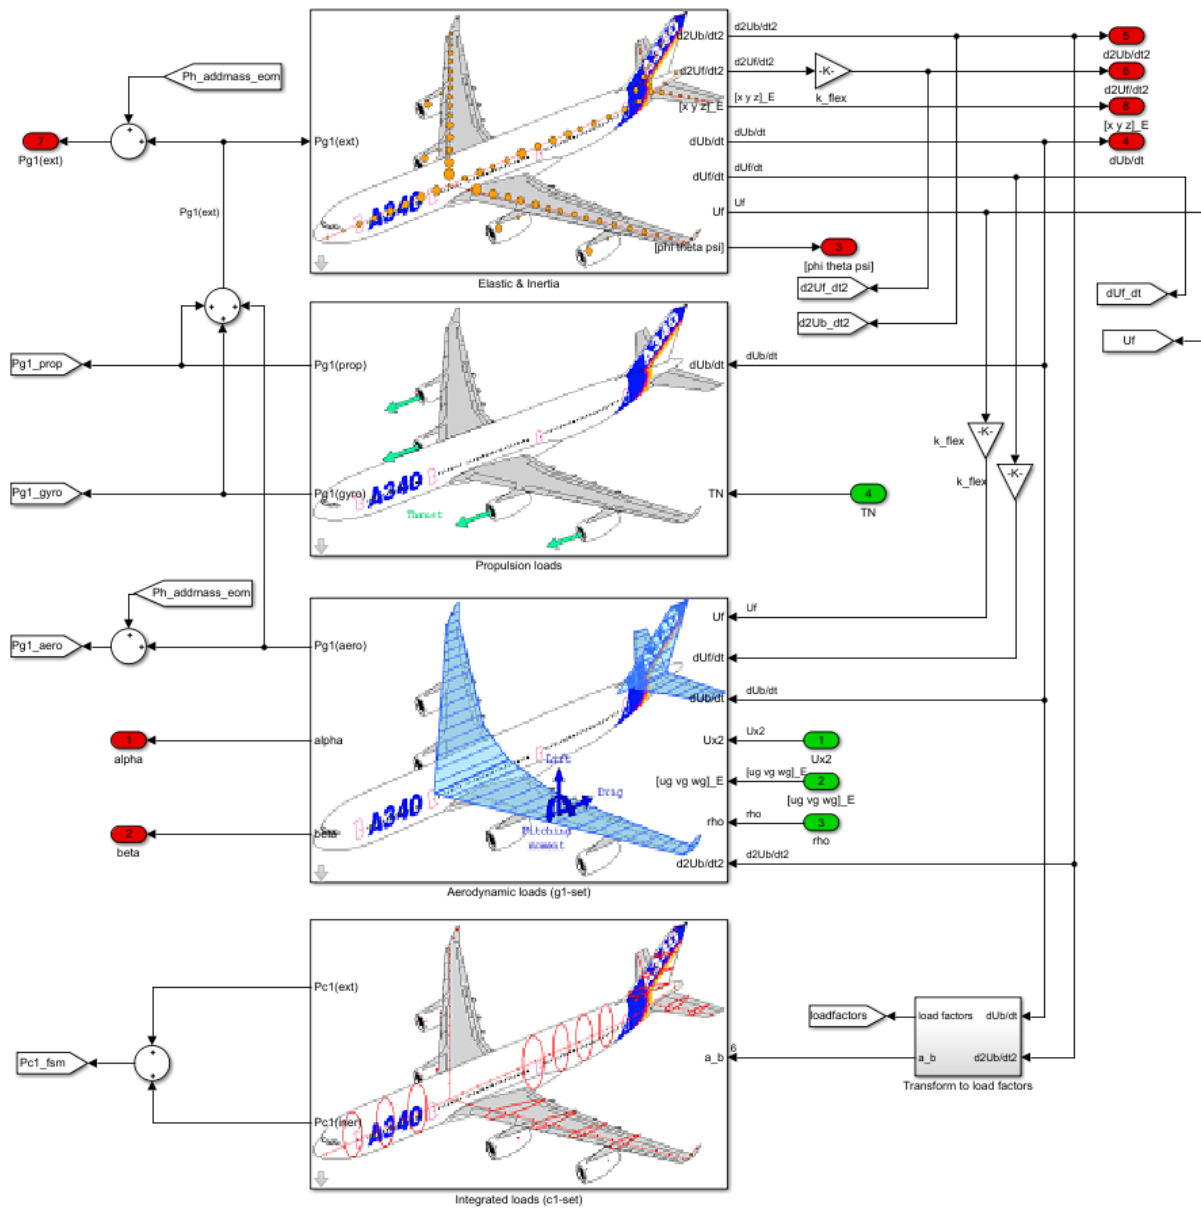 d2Ub/dt2
d2Ub/dt2
5
d2Ub/dt2
Ph_addmass_eom
d2Uf/dt2
d2Uf/dt2
-K-
k_flex
6
d2Uf/dt2
[x y z]_E
[x y z]_E
8
[x y z]_E
7
Pg1(ext)
+
+
Pg1(ext)
dUb/dt
dUb/dt
4
dUb/dt
dUf/dt
dUf/dt
Uf
Uf
A340
[phi theta psi]
3
[phi theta psi]
Pg1(ext)
Elastic & Inertia
d2Uf_dt2
dUf_dt
+
+
+
d2Ub_dt2
Uf
Pg1_prop
Pg1(prop)
dUb/dt
dUb/dt
-K-
k_flex
-K-
k_flex
Pg1_gyro
Pg1(gyro)
A340
Thrust
TN
4
TN
Propulsion loads
Ph_addmass_eom
Uf
Uf
Pg1_aero
+
+
Pg1(aero)
dUf/dt
dUf/dt
dUb/dt
dUb/dt
1
alpha
alpha
Ux2
Ux2
1
Ux2
Lift
Drag
[ug vg wg]_E
[ug vg wg]_E
2
[ug vg wg]_E
2
beta
beta
A340
Pitching
moment
rho
rho
3
rho
d2Ub/dt2
d2Ub/dt2
Aerodynamic loads (g1-set)
Pc1(ext)
loadfactors
load factors
dUb/dt
Pc1_fsm
+
+
a_b
6
a_b
d2Ub/dt2
Transform to load factors
Pc1(iner)
A340
Integrated loads (c1-set)